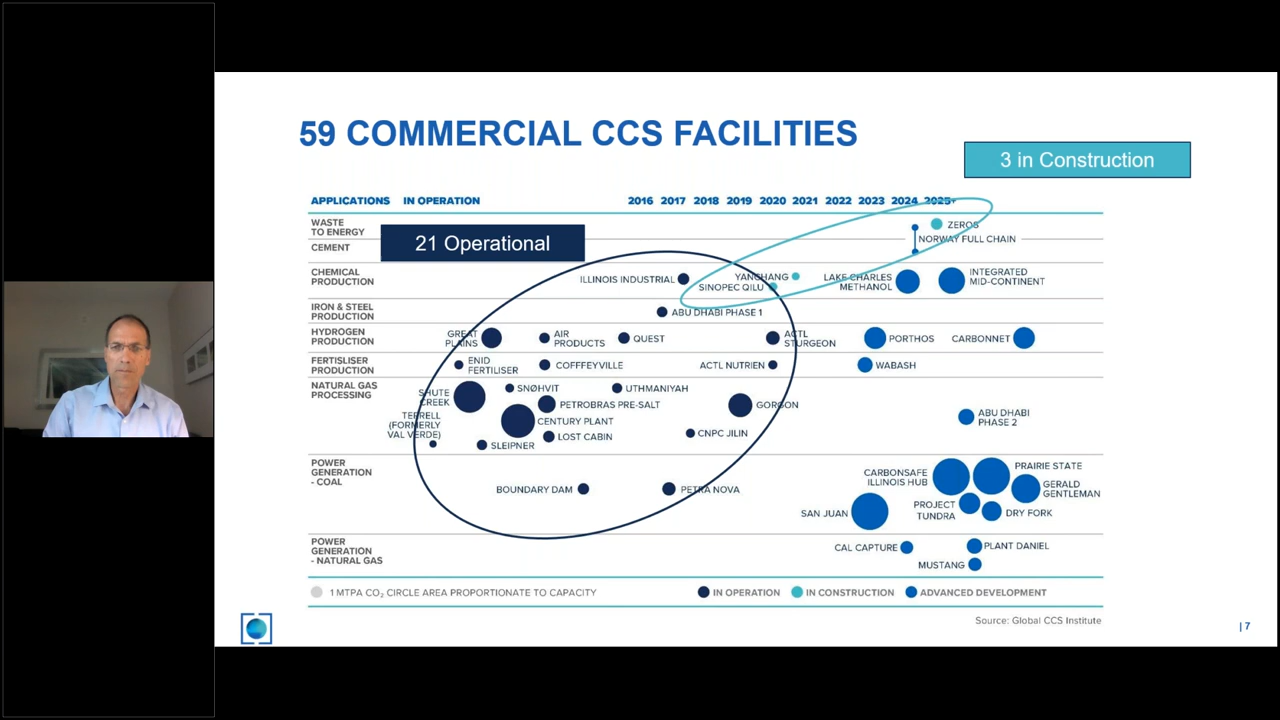 59 COMMERCIAL CCS FACILITIES
3 in Construction
APPLICATIONS IN OPERATION 2016 2017 2018 2019 2020 2021 2022 2023 2024 2025+
WASTE
TO ENERGY
ZEROS
21 Operational
NORWAY FULL CHAIN
CEMENT
CHEMICAL
PRODUCTION
ILLINOIS INDUSTRIAL
YANCHANG
SINOPEC QILU
LAKE CHARLES
METHANOL
INTEGRATED
MID-CONTINENT
IRON & STEEL
PRODUCTION
ABU DHABI PHASE 1
HYDROGEN
PRODUCTION
GREAT
PLAINS
AIR
PRODUCTS
QUEST
ACTL
STURGEON
PORTHOS
CARBONNET
FERTISLISER
PRODUCTION
ENID
FERTILISER
COFFFEYVILLE
ACTL NUTRIEN
WABASH
NATURAL GAS
PROCESSING
SHUTE
CREEK
SNØHVIT
UTHMANIYAH
PETROBRAS PRE-SALT
GORGON
TERRELL
(FORMERLY
VAL VERDE)
CENTURY PLANT
LOST CABIN
SLEIPNER
CNPC JILIN
ABU DHABI
PHASE 2
POWER
GENERATION
- COAL
BOUNDARY DAM
PETRA NOVA
CARBONSAFE
ILLINOIS HUB
PRAIRIE STATE
GERALD
GENTLEMAN
SAN JUAN
PROJECT
TUNDRA
DRY FORK
POWER
GENERATION
- NATURAL GAS
CAL CAPTURE
PLANT DANIEL
MUSTANG
1 MTPA CO₂ CIRCLE AREA PROPORTIONATE TO CAPACITY
IN OPERATION IN CONSTRUCTION ADVANCED DEVELOPMENT
Source: Global CCS Institute
| 7